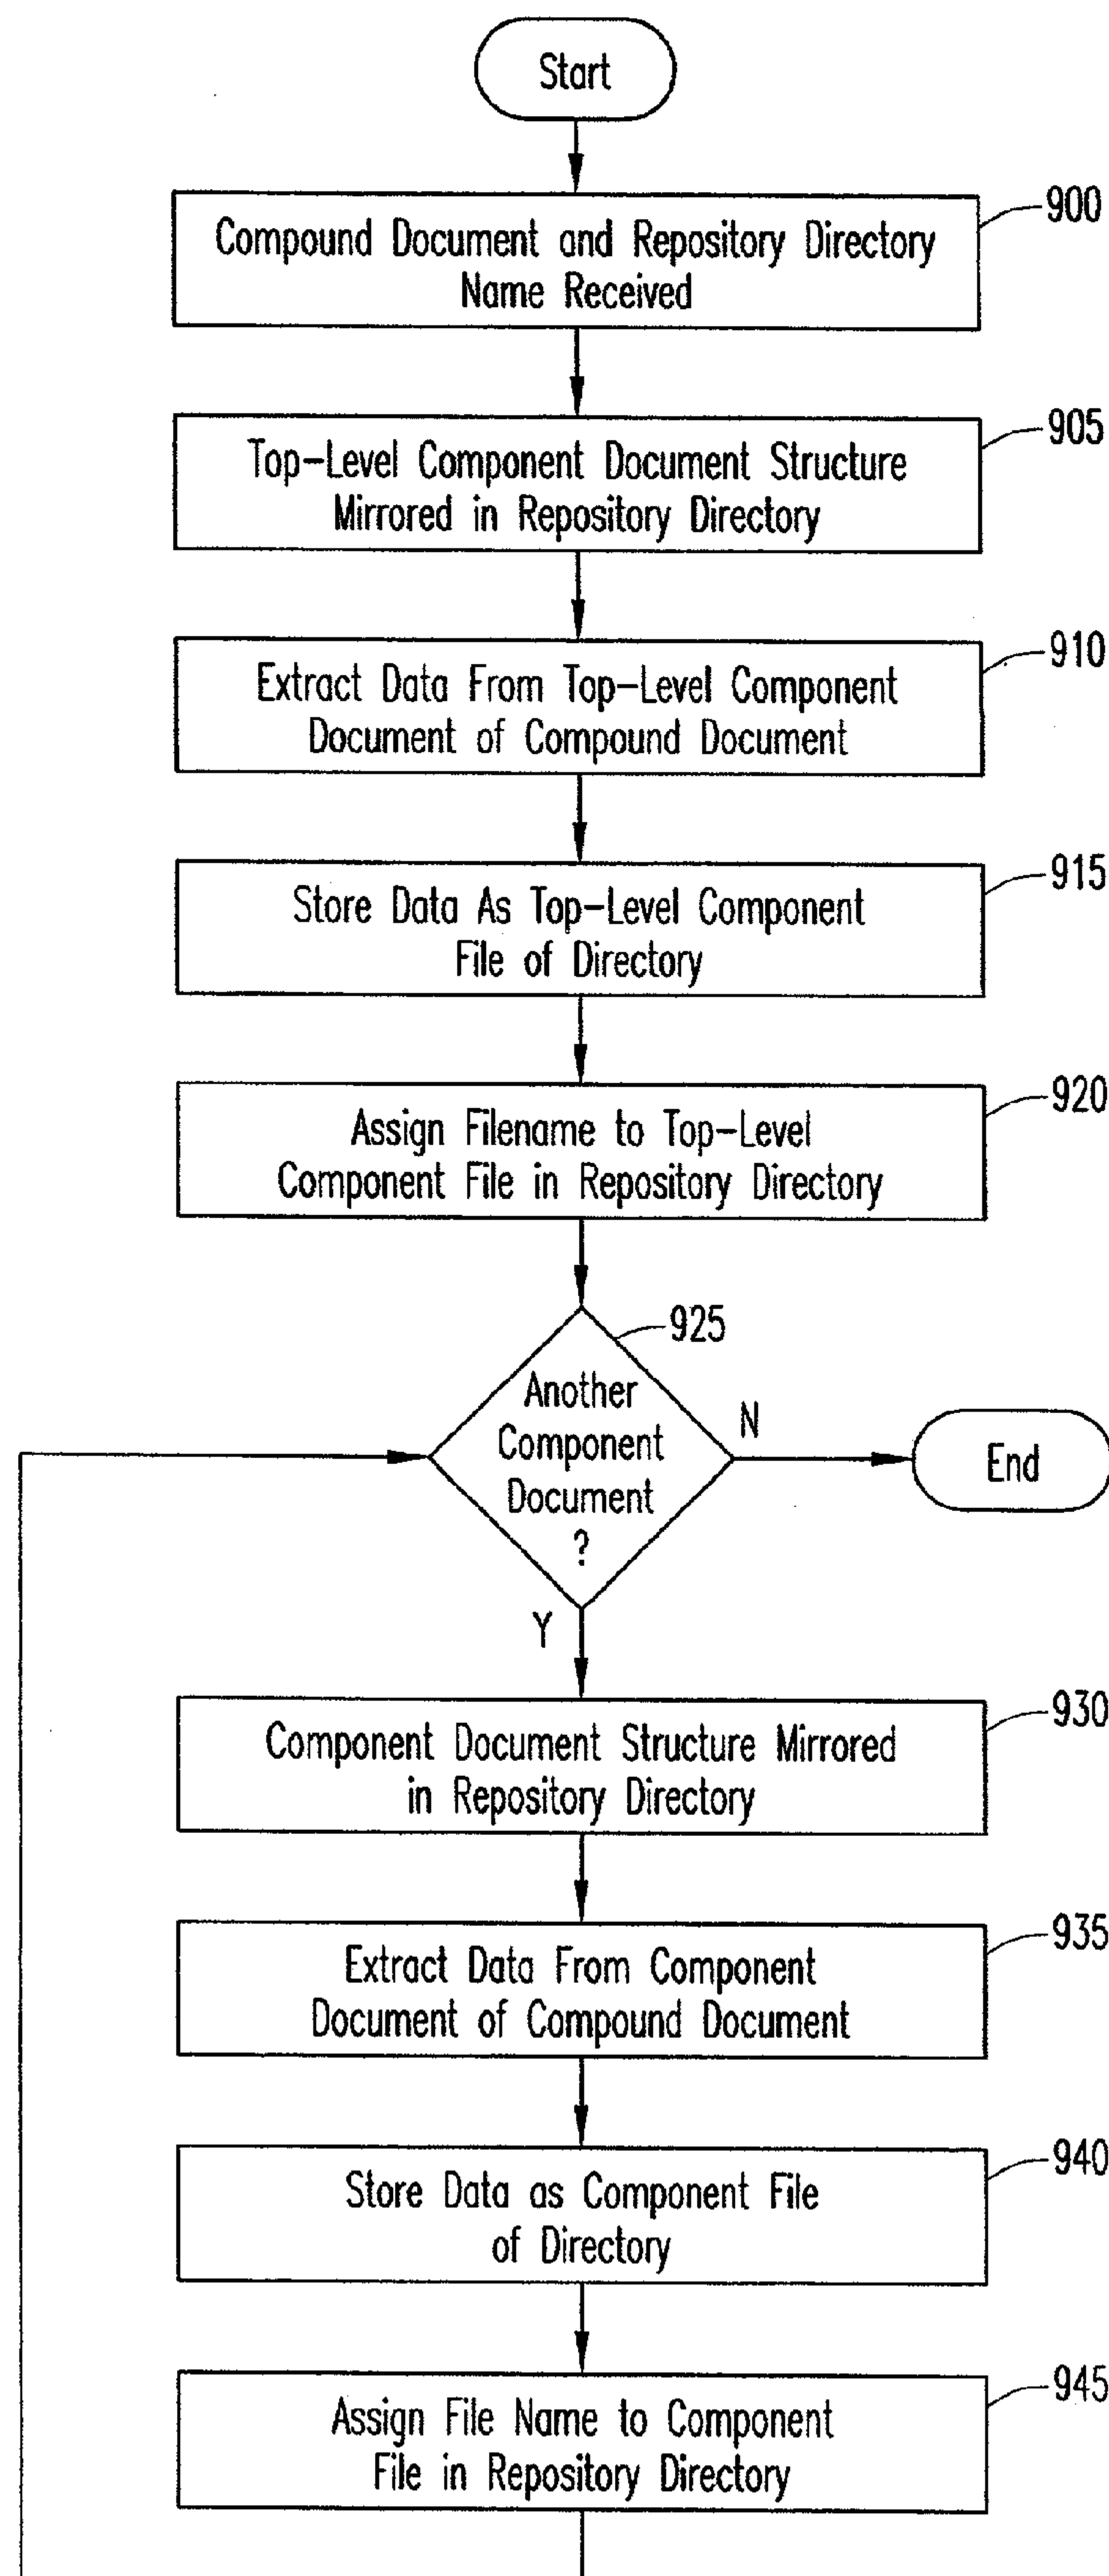 Start
900
Compound Document and Repository Directory
Name Received
905
Top-Level Component Document Structure
Mirrored in Repository Directory
910
Extract Data From Top-Level Component
Document of Compound Document
915
Store Data As Top-Level Component
File of Directory
920
Assign Filename to Top-Level
Component File in Repository Directory
925
Another
Component
Document
?
N
End
Y
930
Component Document Structure Mirrored
in Repository Directory
935
Extract Data From Component
Document of Compound Document
940
Store Data as Component File
of Directory
945
Assign File Name to Component
File in Repository Directory